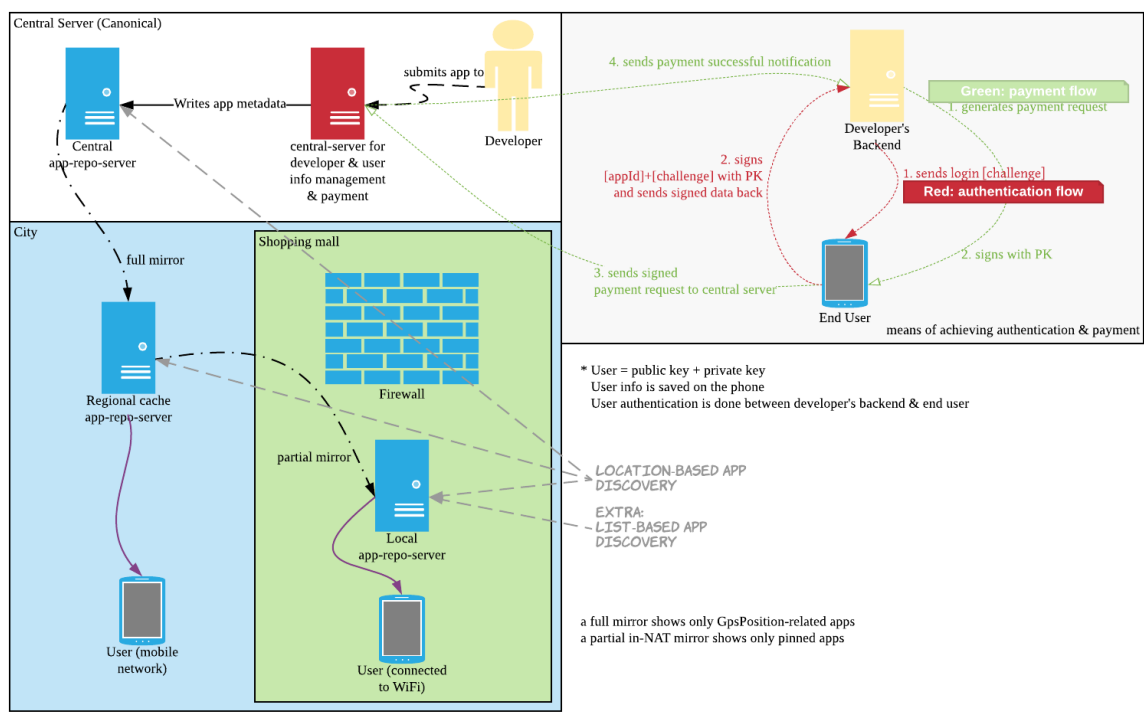 Central Server (Canonical)
submits app to
Writes app metadata
Central
app-repo-server
central-server for
developer & user
info management
& payment
Developer
4. sends payment successful notification
Green: payment flow
1. generates payment request
Developer's
Backend
2. signs
[appId]+[challenge] with PK
and sends signed data back
1. sends login [challenge]
Red: authentication flow
2. signs with PK
3. sends signed
payment request to central server
End User
means of achieving authentication & payment
City
Shopping mall
full mirror
Firewall
Regional cache
app-repo-server
partial mirror
Local
app-repo-server
User (mobile
network)
User (connected
to WiFi)
* User = public key + private key
User info is saved on the phone
User authentication is done between developer's backend & end user
LOCATION-BASED APP
DISCOVERY
EXTRA:
LIST-BASED APP
DISCOVERY
a full mirror shows only GpsPosition-related apps
a partial in-NAT mirror shows only pinned apps